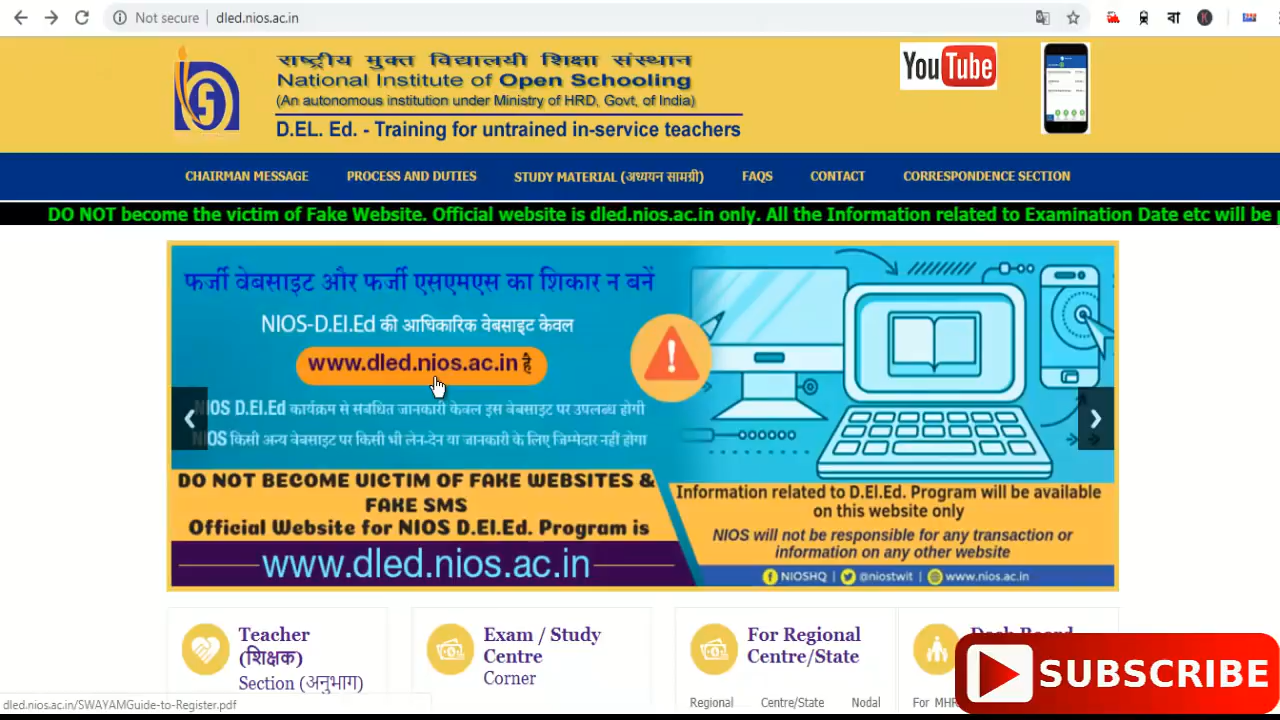 Not secure | dled.nios.ac.in
राष्ट्रीय मुक्त विद्यालयी शिक्षा संस्थान
National Institute of Open Schooling
(An autonomous institution under Ministry of HRD, Govt, of India)
D.EL. Ed. - Training for untrained in-service teachers
YouTube
CHAIRMAN MESSAGE PROCESS AND DUTIES STUDY MATERIAL (अध्ययन सामग्री) FAQS CONTACT CORRESPONDENCE SECTION
DO NOT become the victim of Fake Website. Official website is dled.nios.ac.in only. All the Information related to Examination Date etc will be
फर्जी वेबसाइट और फर्जी एसएमएस का शिकार न बनें
NIOS-D.El.Ed की आधिकारिक वेबसाइट केवल
www.dled.nios.ac.in है
NIOS D.El.Ed कार्यक्रम से संबंधित जानकारी केवल इस वेबसाइट पर उपलब्ध होगी
NIOS किसी अन्य वेबसाइट पर किसी भी लेन-देन या जानकारी के लिए जिम्मेदार नहीं होगा
DO NOT BECOME VICTIM OF FAKE WEBSITES &
FAKE SMS
Official Website for NIOS D.El.Ed. Program is
www.dled.nios.ac.in
Information related to D.El.Ed. Program will be available
on this website only
NIOS will not be responsible for any transaction or
information on any other website
NIOSHQ | @niostwit | www.nios.ac.in
Teacher
(शिक्षक)
Section (अनुभाग)
Exam / Study
Centre
Corner
For Regional
Centre/State
Regional Centre/State Nodal
Dash Board
For MHR
SUBSCRIBE
dled.nios.ac.in/SWAYAMGuide-to-Register.pdf